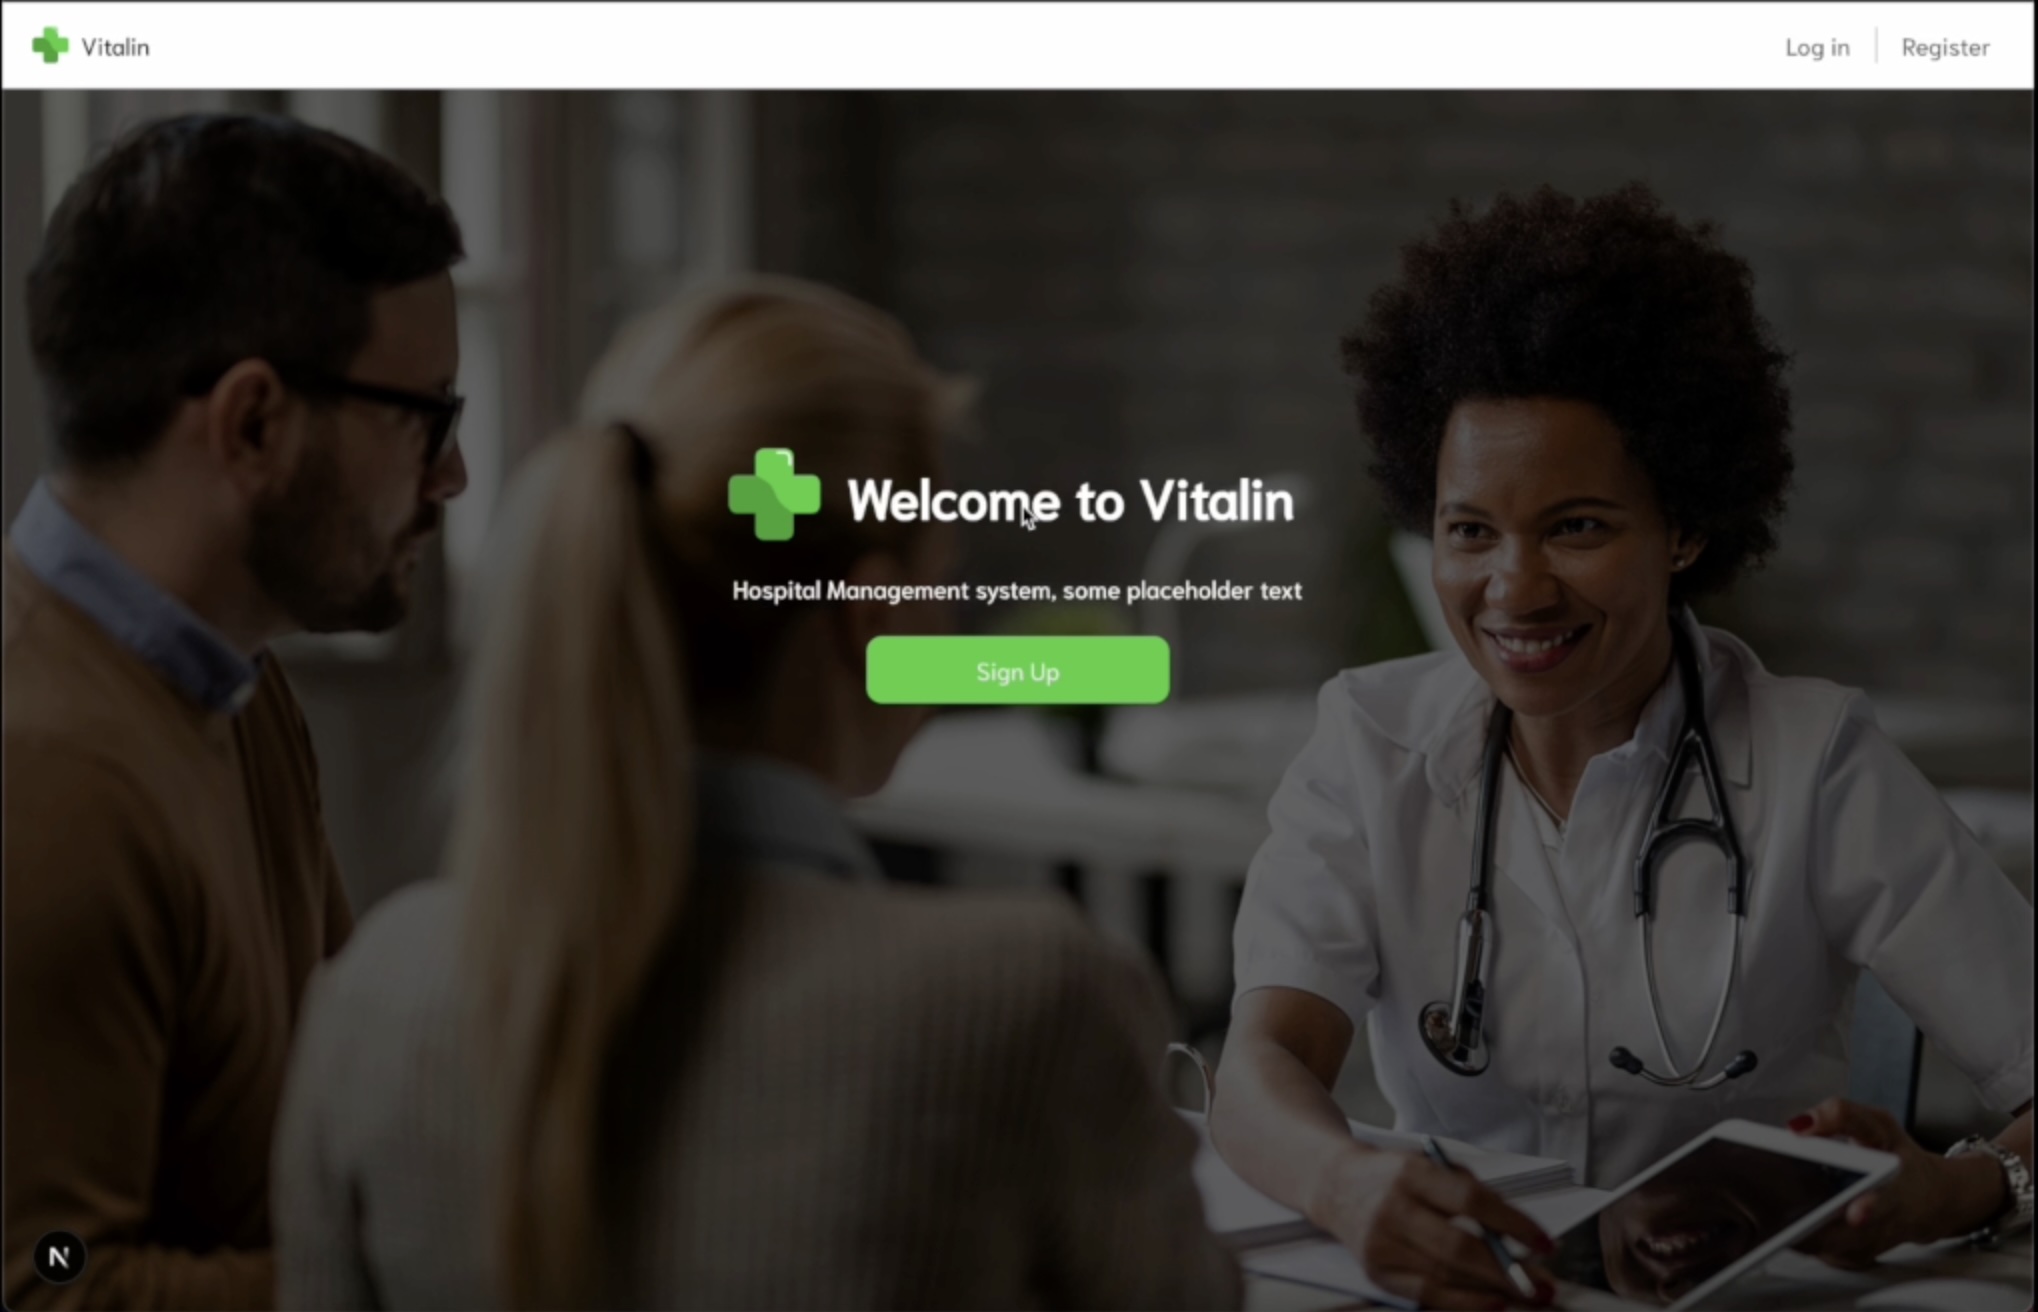 Vitalin
Log in
Register
Welcome to Vitalin
Hospital Management system, some placeholder text
Sign Up
N